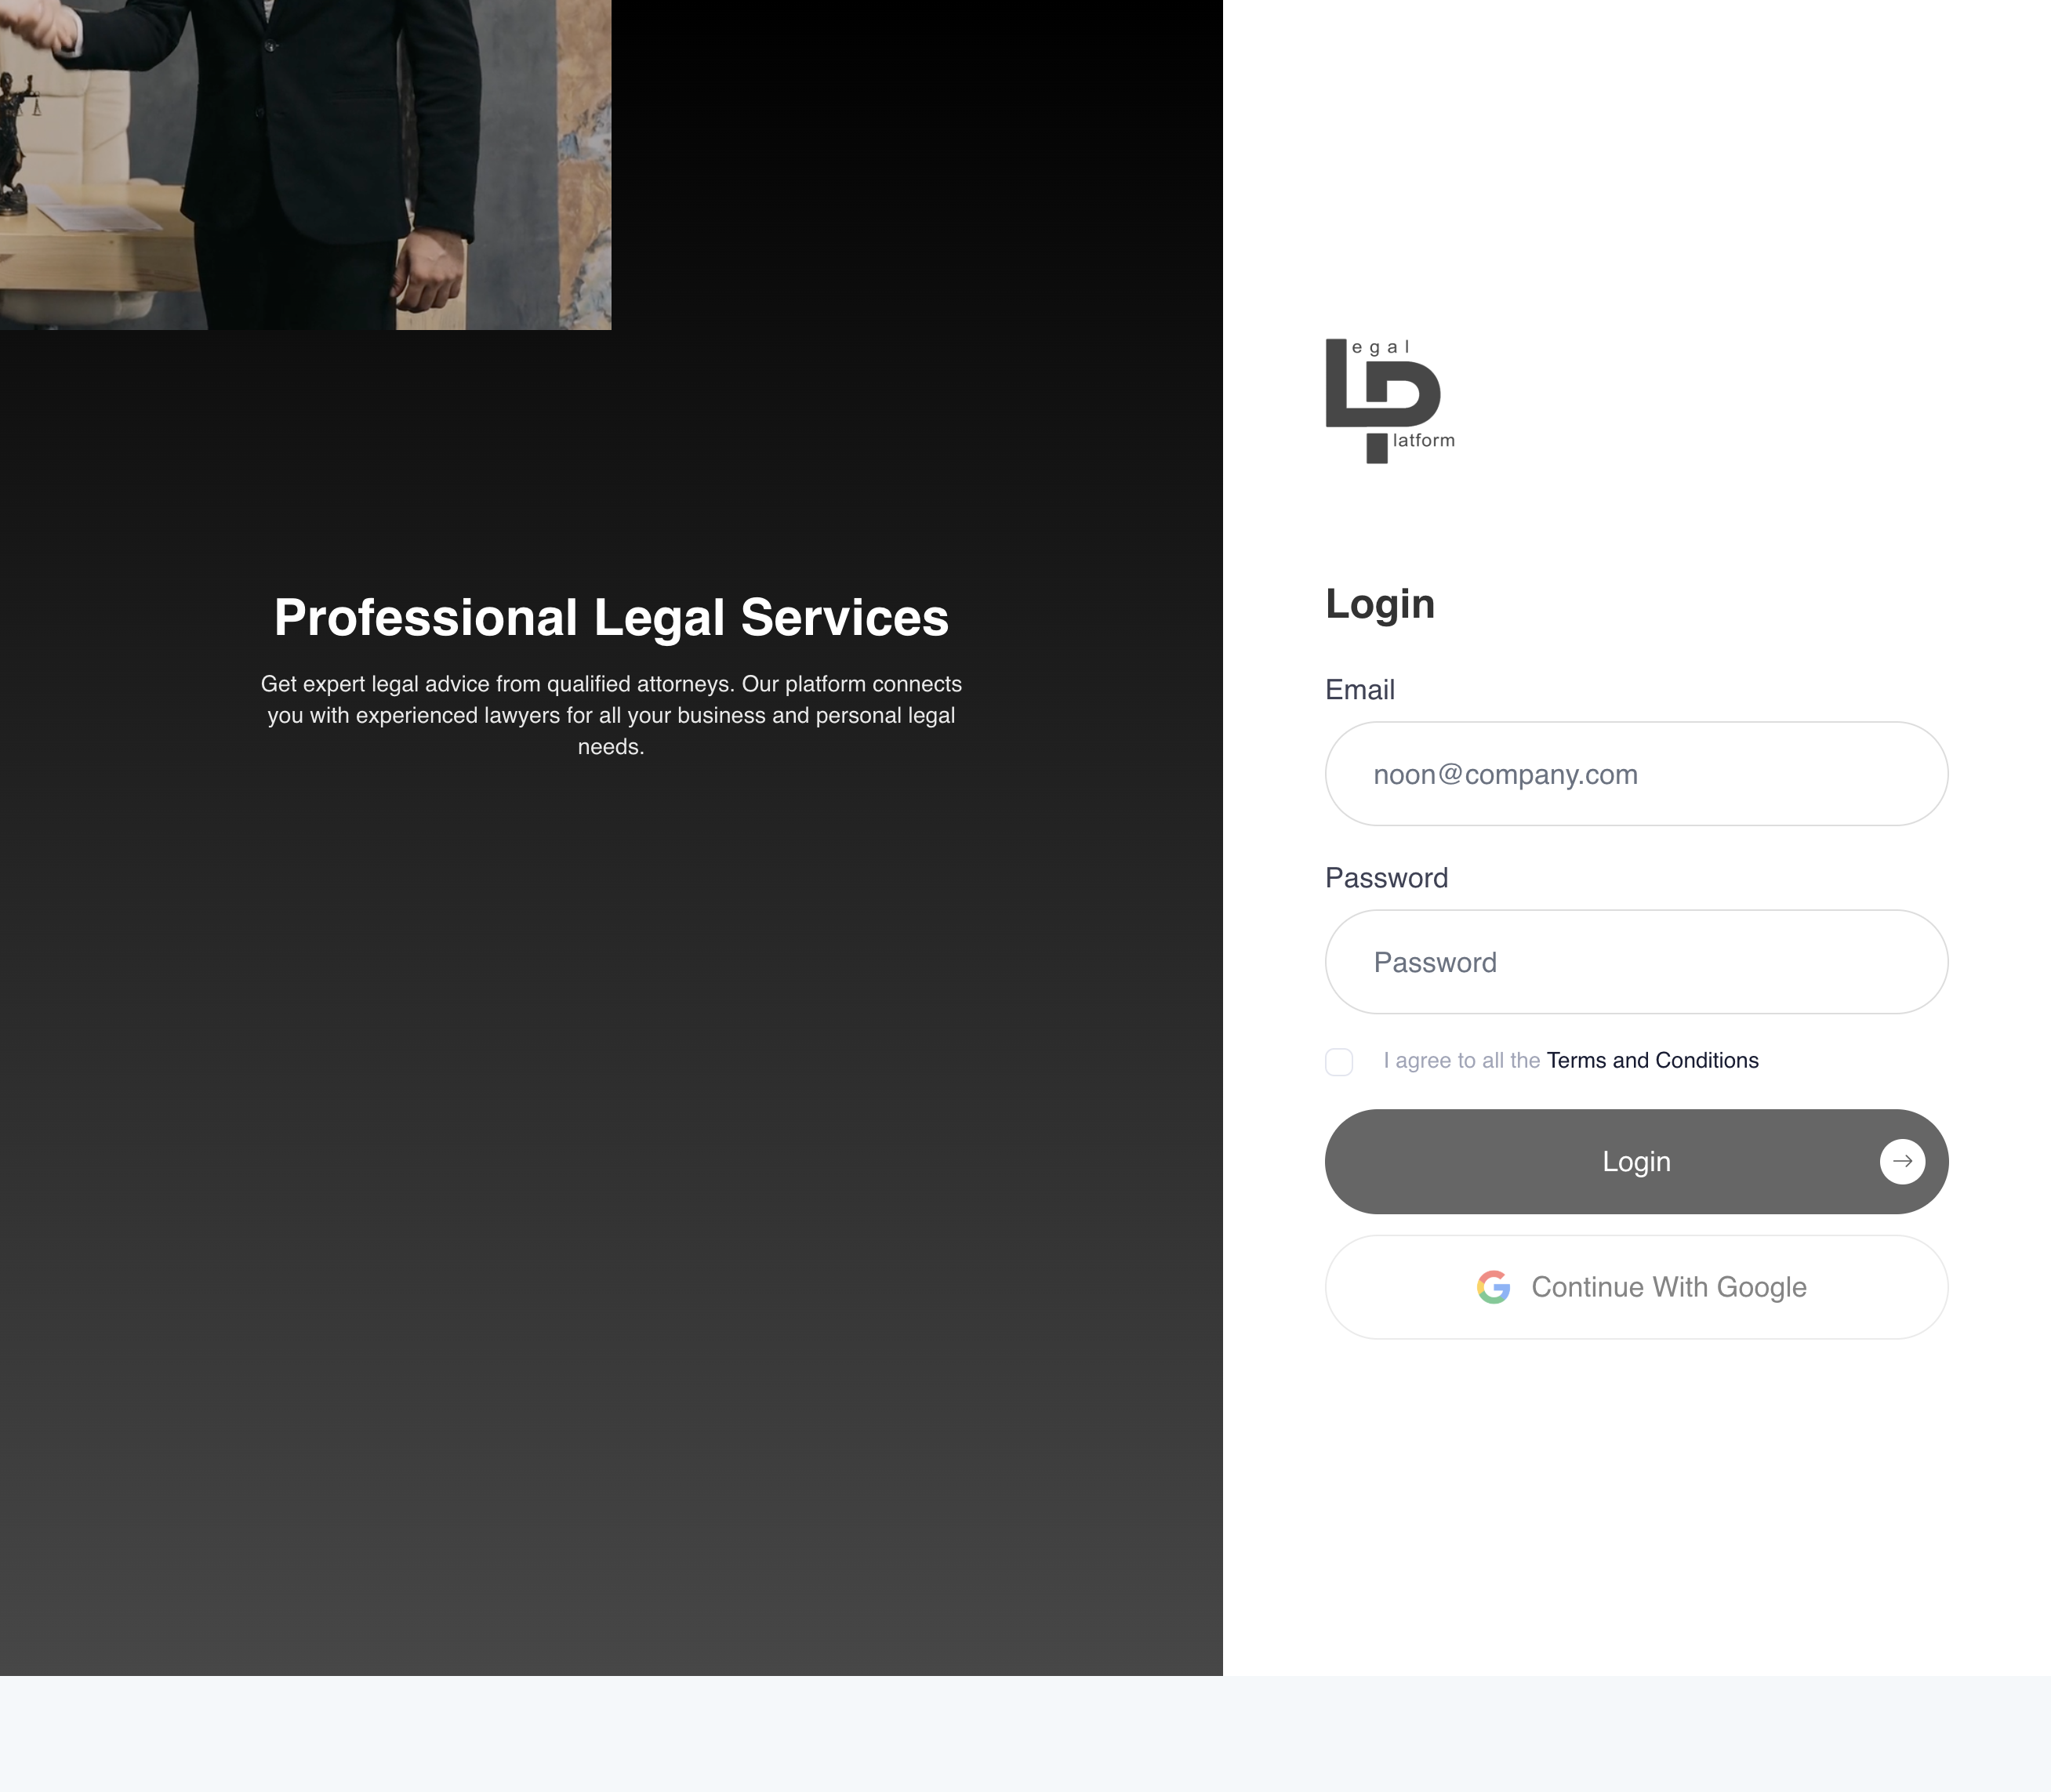 Professional Legal Services
Get expert legal advice from qualified attorneys. Our platform connects
you with experienced lawyers for all your business and personal legal
needs.
Legal
Platform
Login
Email
noon@company.com
Password
Password
I agree to all the Terms and Conditions
Login
Continue With Google